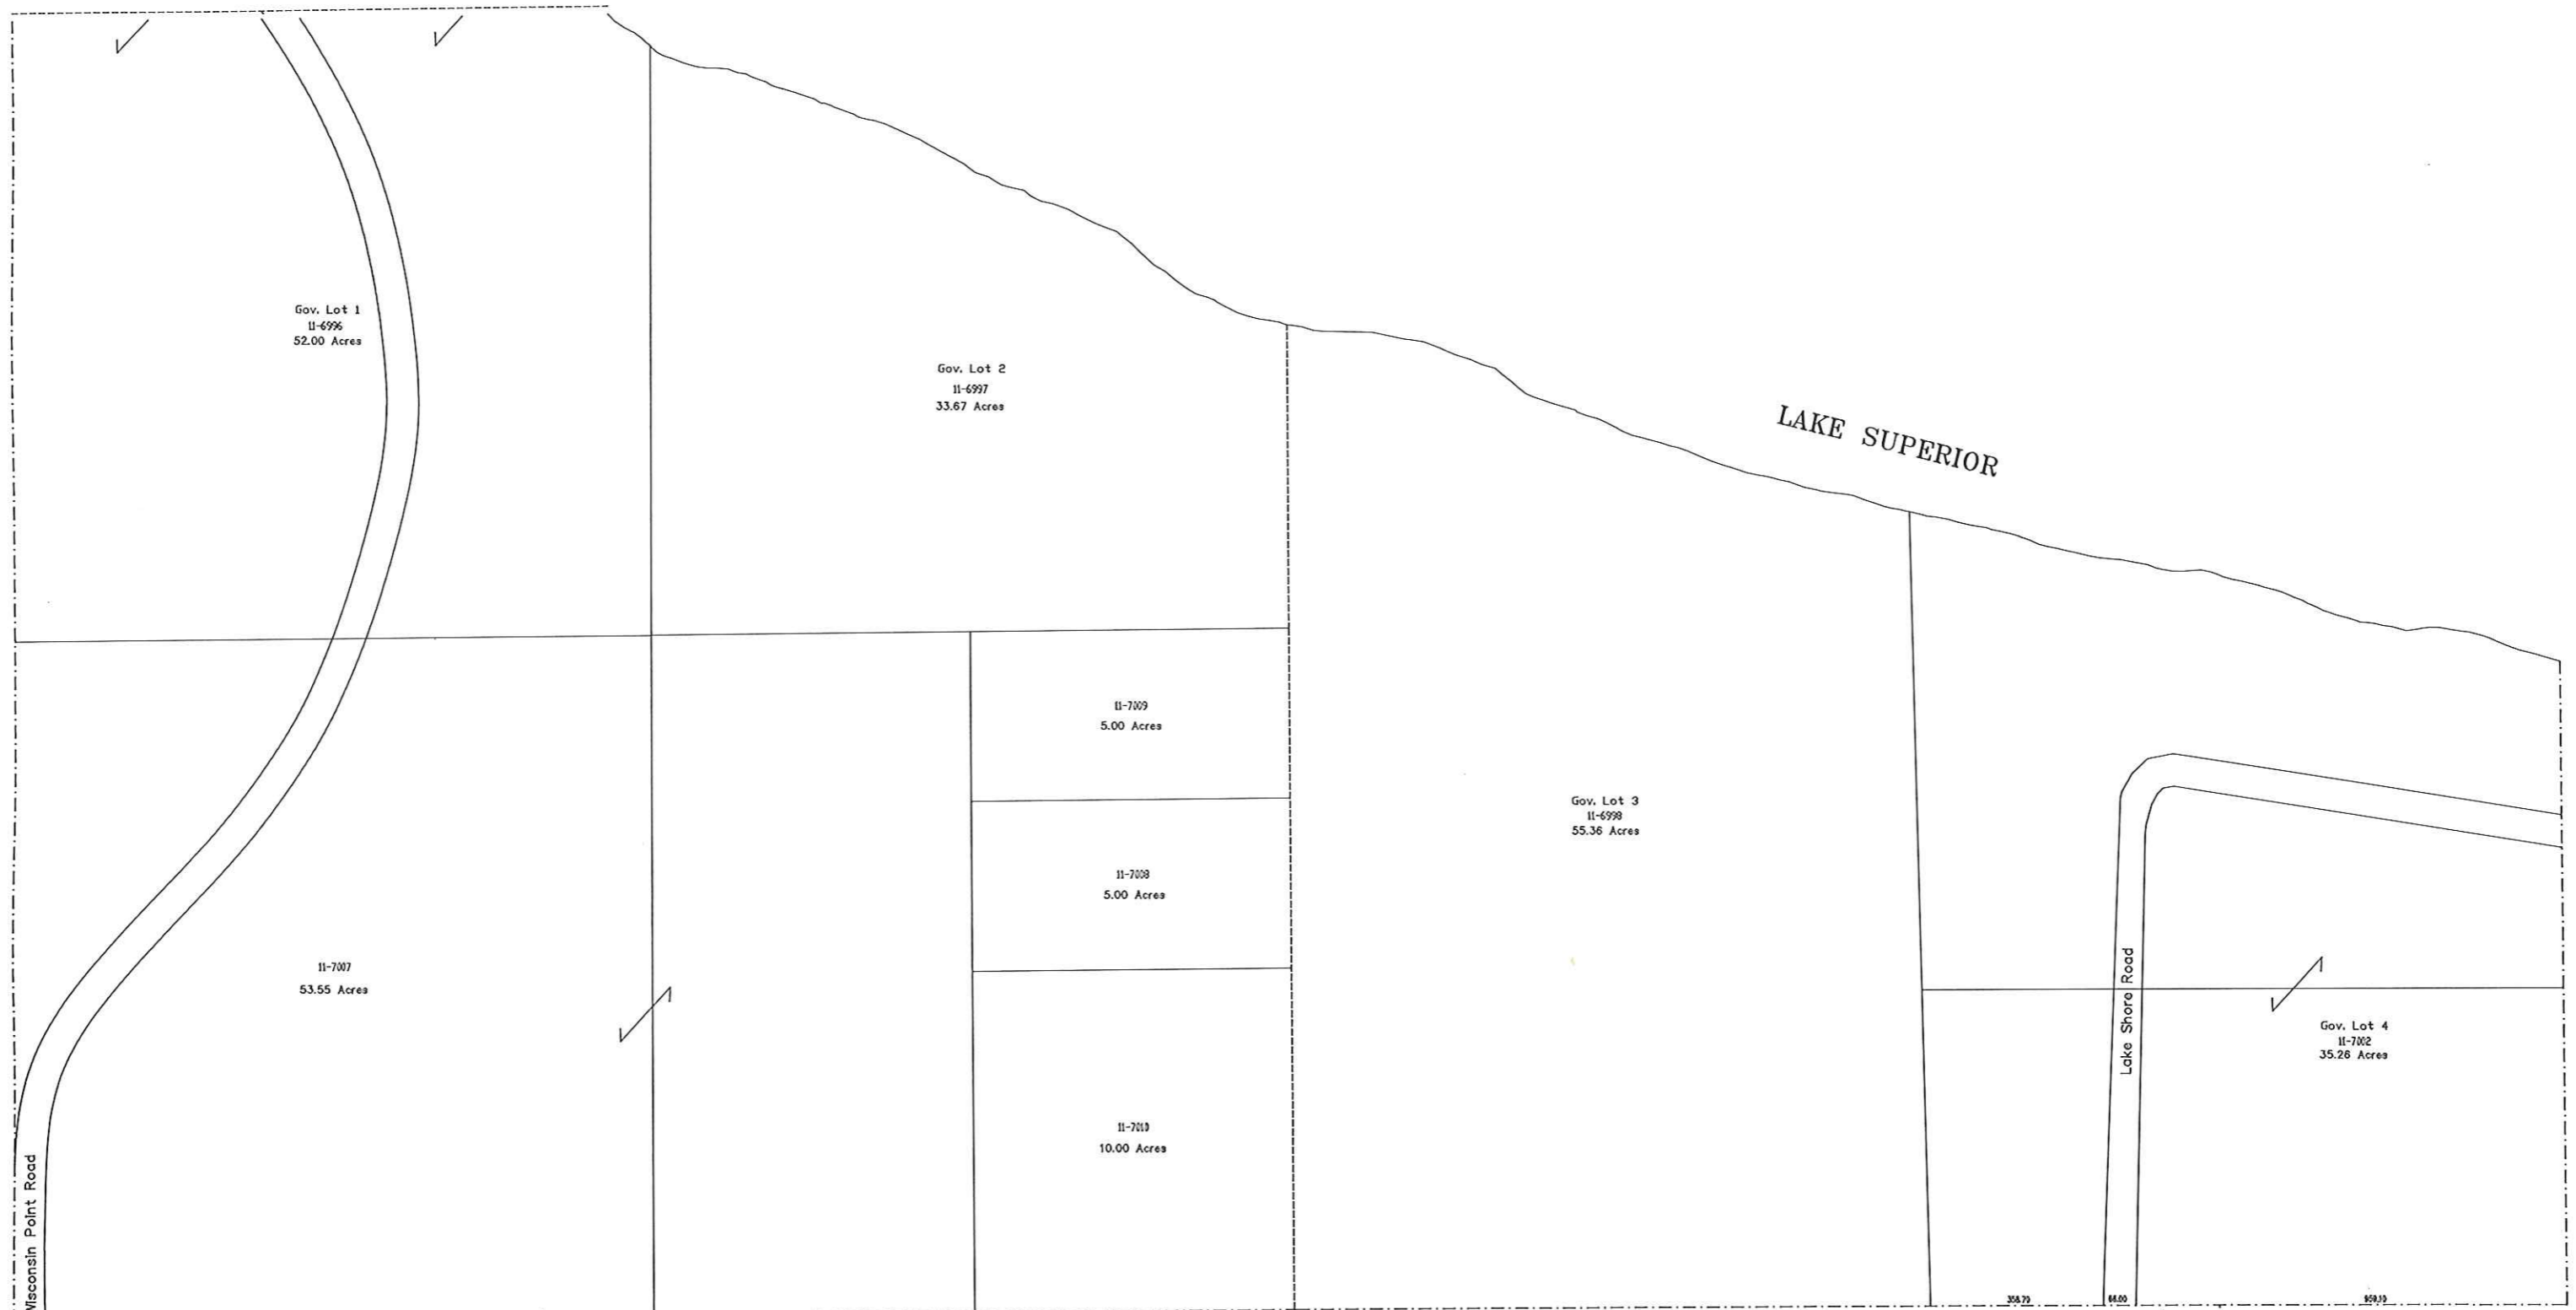 Gov. Lot 1
11-6996
52.00 Acres
Gov. Lot 2
11-6997
33.67 Acres
LAKE SUPERIOR
11-7009
5.00 Acres
11-7008
5.00 Acres
Gov. Lot 3
11-6998
55.36 Acres
11-7007
53.55 Acres
11-7010
10.00 Acres
Lake Shore Road
Gov. Lot 4
11-7002
35.26 Acres
Wisconsin Point Road
66.00